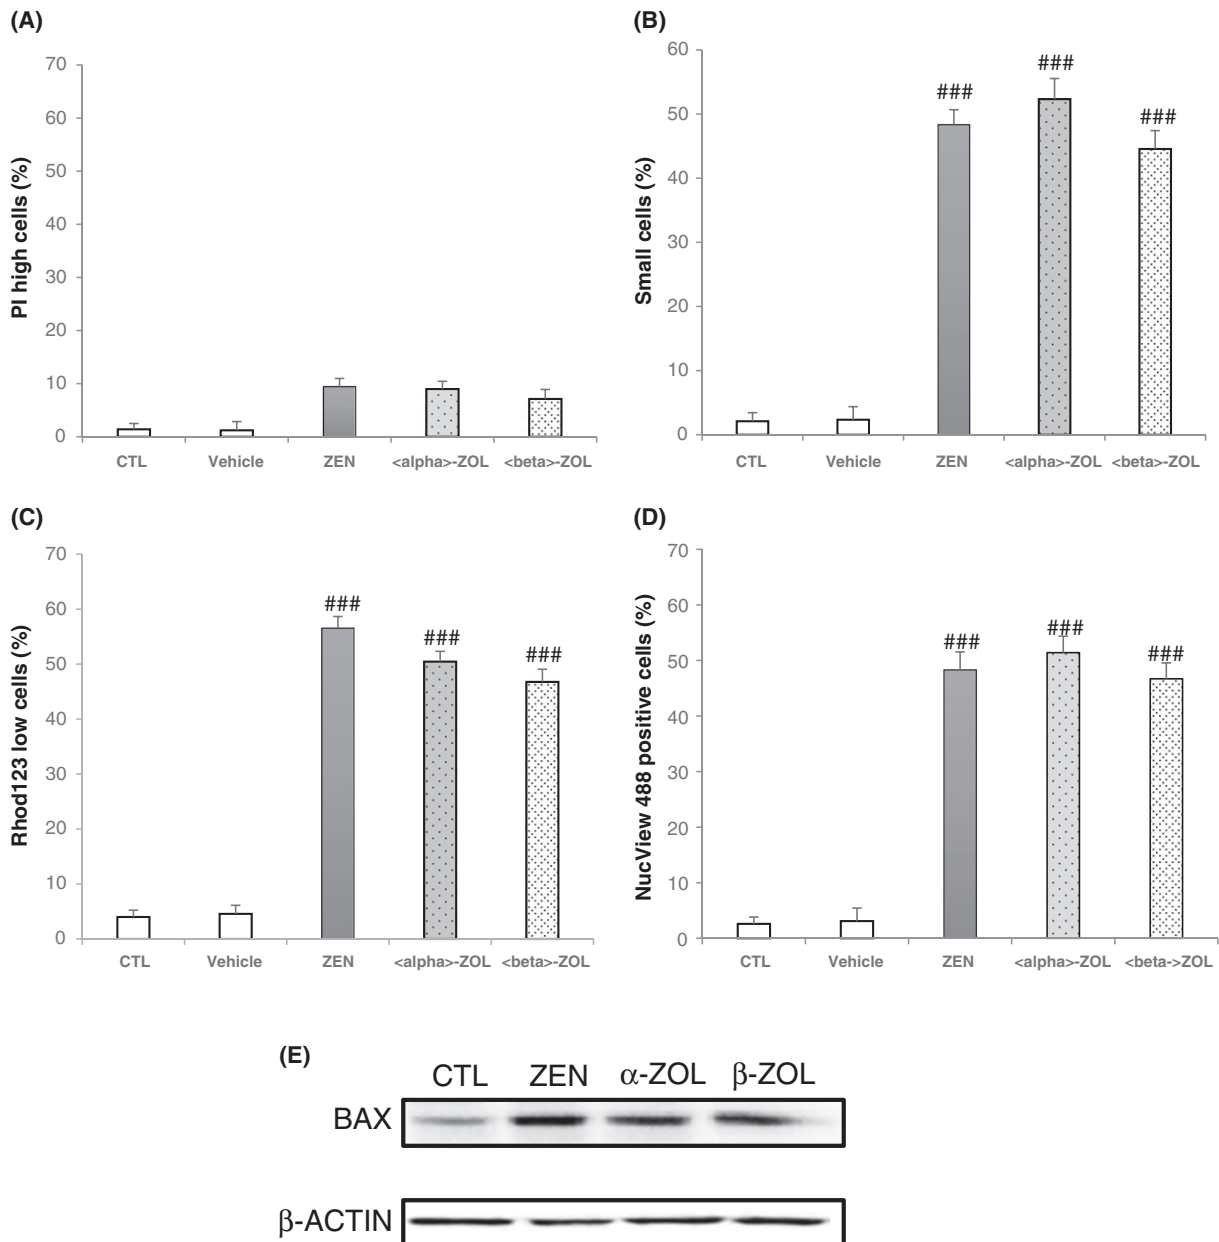 (A)
PI high cells (%)
70
60
50
40
30
20
10
0
CTL Vehicle ZEN <alpha>-ZOL <beta>-ZOL
(B)
Small cells (%)
60
50
40
30
20
10
0
### ### ###
CTL Vehicle ZEN <alpha>-ZOL <beta>-ZOL
(C)
Rhod123 low cells (%)
70
60
50
40
30
20
10
0
### ### ###
CTL Vehicle ZEN <alpha>-ZOL <beta>-ZOL
(D)
NucView 488 positive cells (%)
70
60
50
40
30
20
10
0
### ### ###
CTL Vehicle ZEN <alpha>-ZOL <beta->ZOL
(E)
CTL ZEN α-ZOL β-ZOL
BAX
β-ACTIN